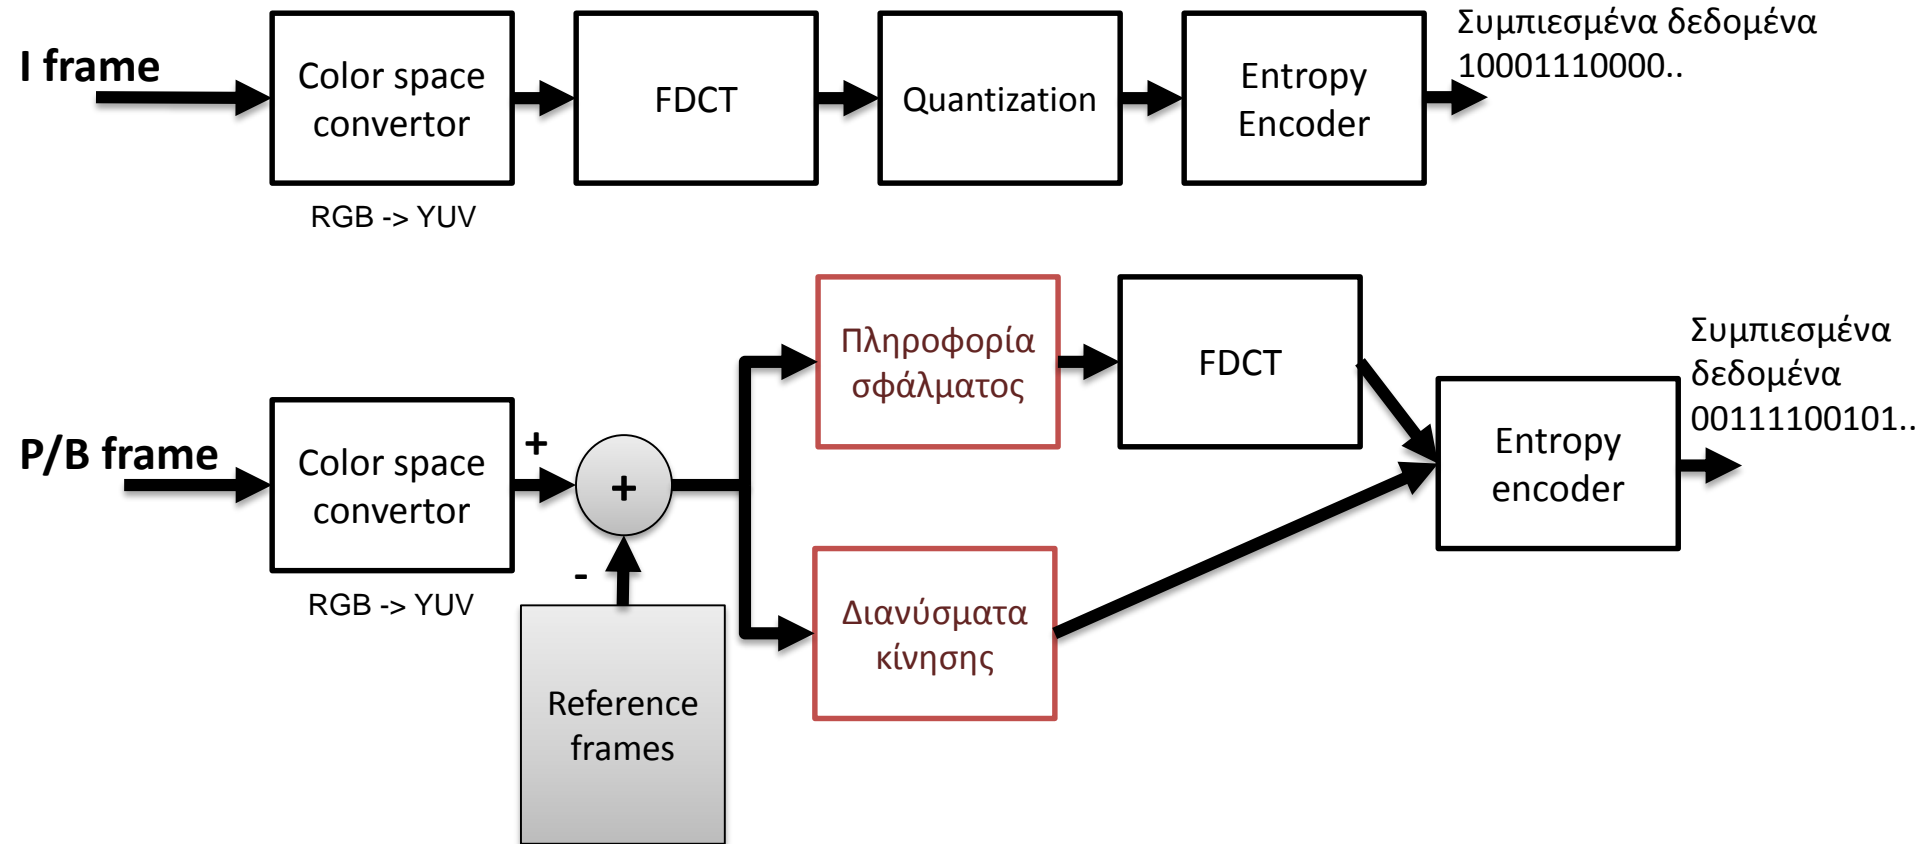 Συμπιεσμένα δεδομένα
10001110000..
I frame
Color space
convertor
FDCT
Quantization
Entropy
Encoder
RGB -> YUV
Πληροφορία
σφάλματος
FDCT
Συμπιεσμένα
δεδομένα
00111100101..
P/B frame
Color space
convertor
+
+
Entropy
encoder
-
RGB -> YUV
Διανύσματα
κίνησης
Reference
frames